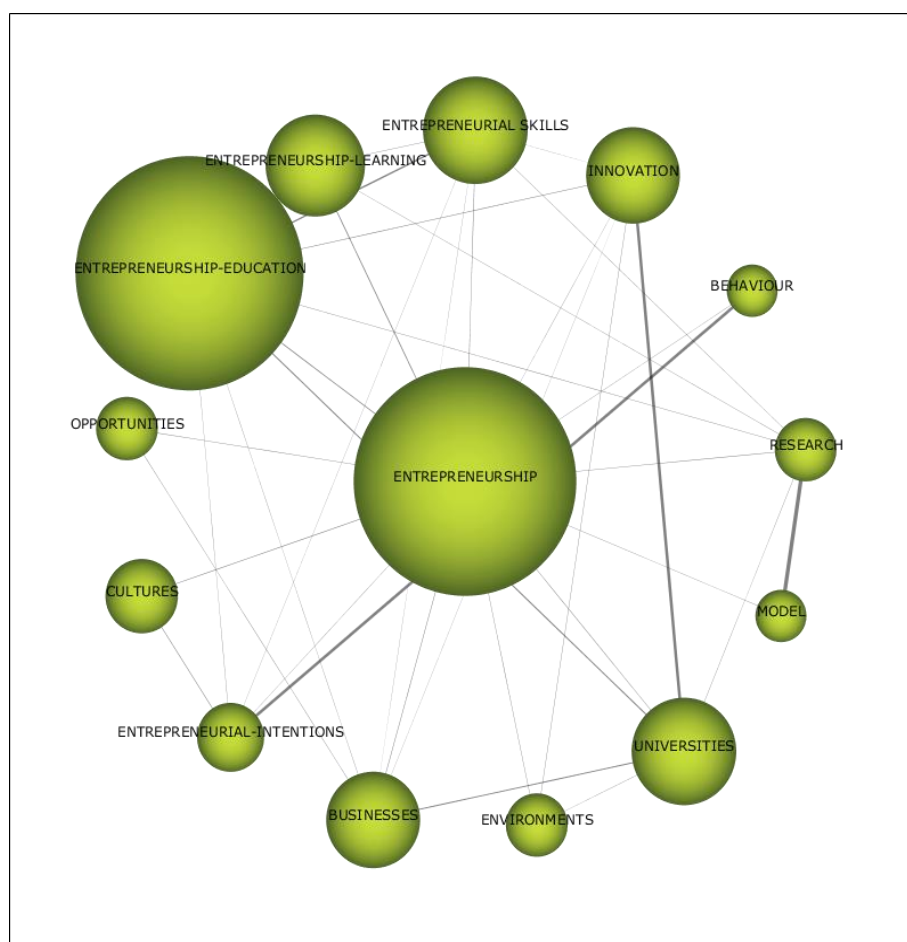 ENTREPRENEURIAL SKILLS
ENTREPRENEURSHIP-LEARNING
INNOVATION
ENTREPRENEURSHIP-EDUCATION
BEHAVIOUR
OPPORTUNITIES
RESEARCH
ENTREPRENEURSHIP
CULTURES
MODEL
ENTREPRENEURIAL-INTENTIONS
UNIVERSITIES
BUSINESSES
ENVIRONMENTS